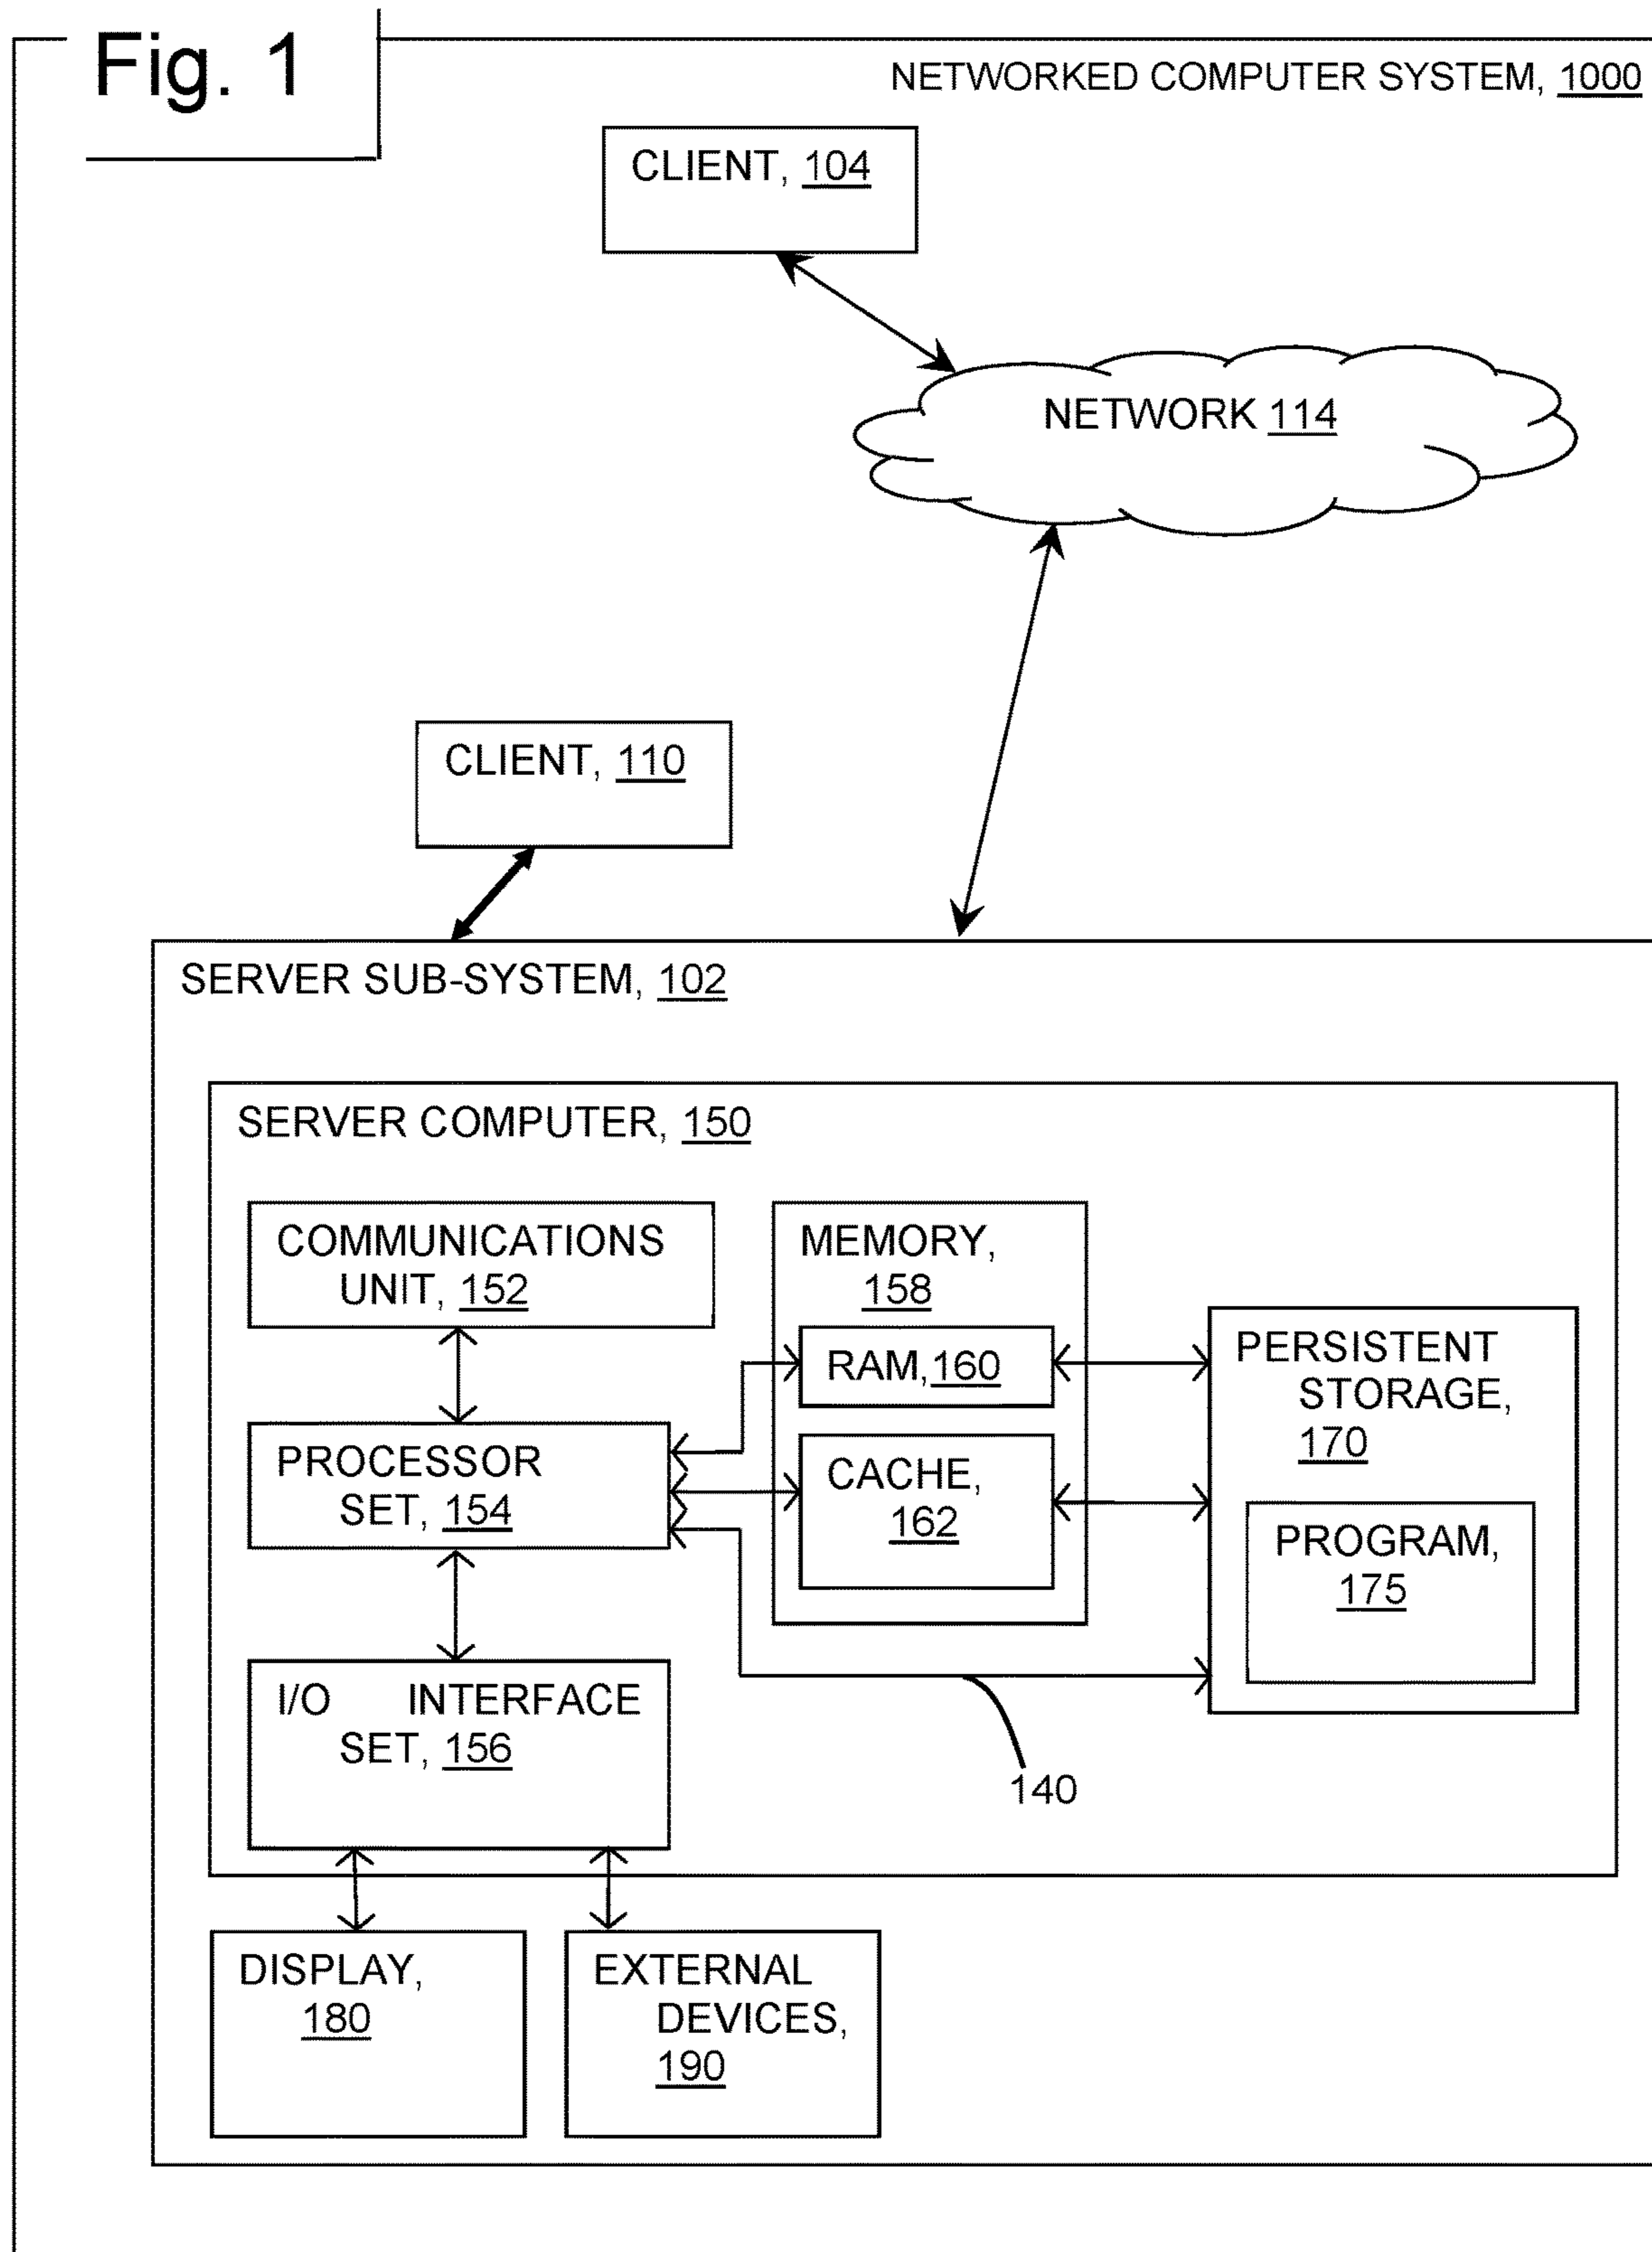 Fig. 1
NETWORKED COMPUTER SYSTEM, 1000
CLIENT, 104
NETWORK 114
CLIENT, 110
SERVER SUB-SYSTEM, 102
SERVER COMPUTER, 150
COMMUNICATIONS
UNIT, 152
MEMORY,
158
RAM, 160
PERSISTENT
STORAGE,
170
PROCESSOR
SET, 154
CACHE,
162
PROGRAM,
175
I/O INTERFACE
SET, 156
140
DISPLAY,
180
EXTERNAL
DEVICES,
190